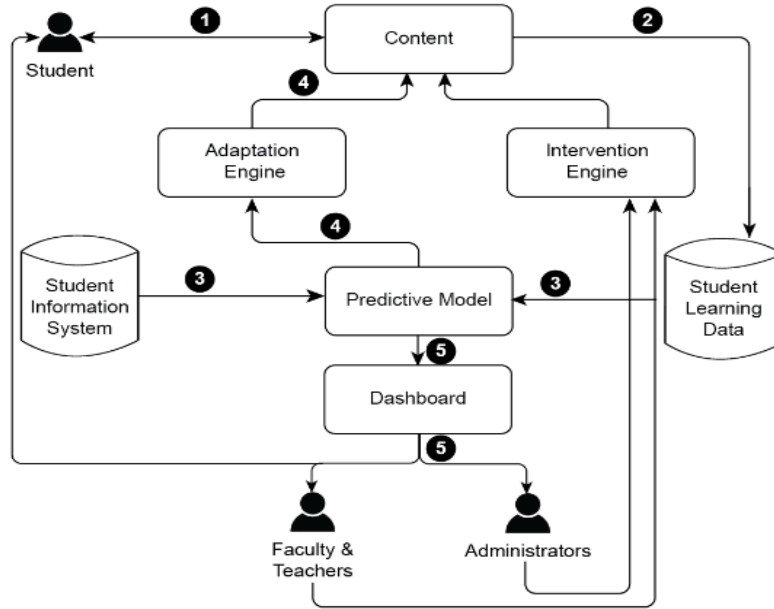 1
Content
2
Student
4
Adaptation
Engine
Intervention
Engine
4
Student
Information
System
3
Predictive Model
3
Student
Learning
Data
5
Dashboard
5
Faculty &
Teachers
Administrators